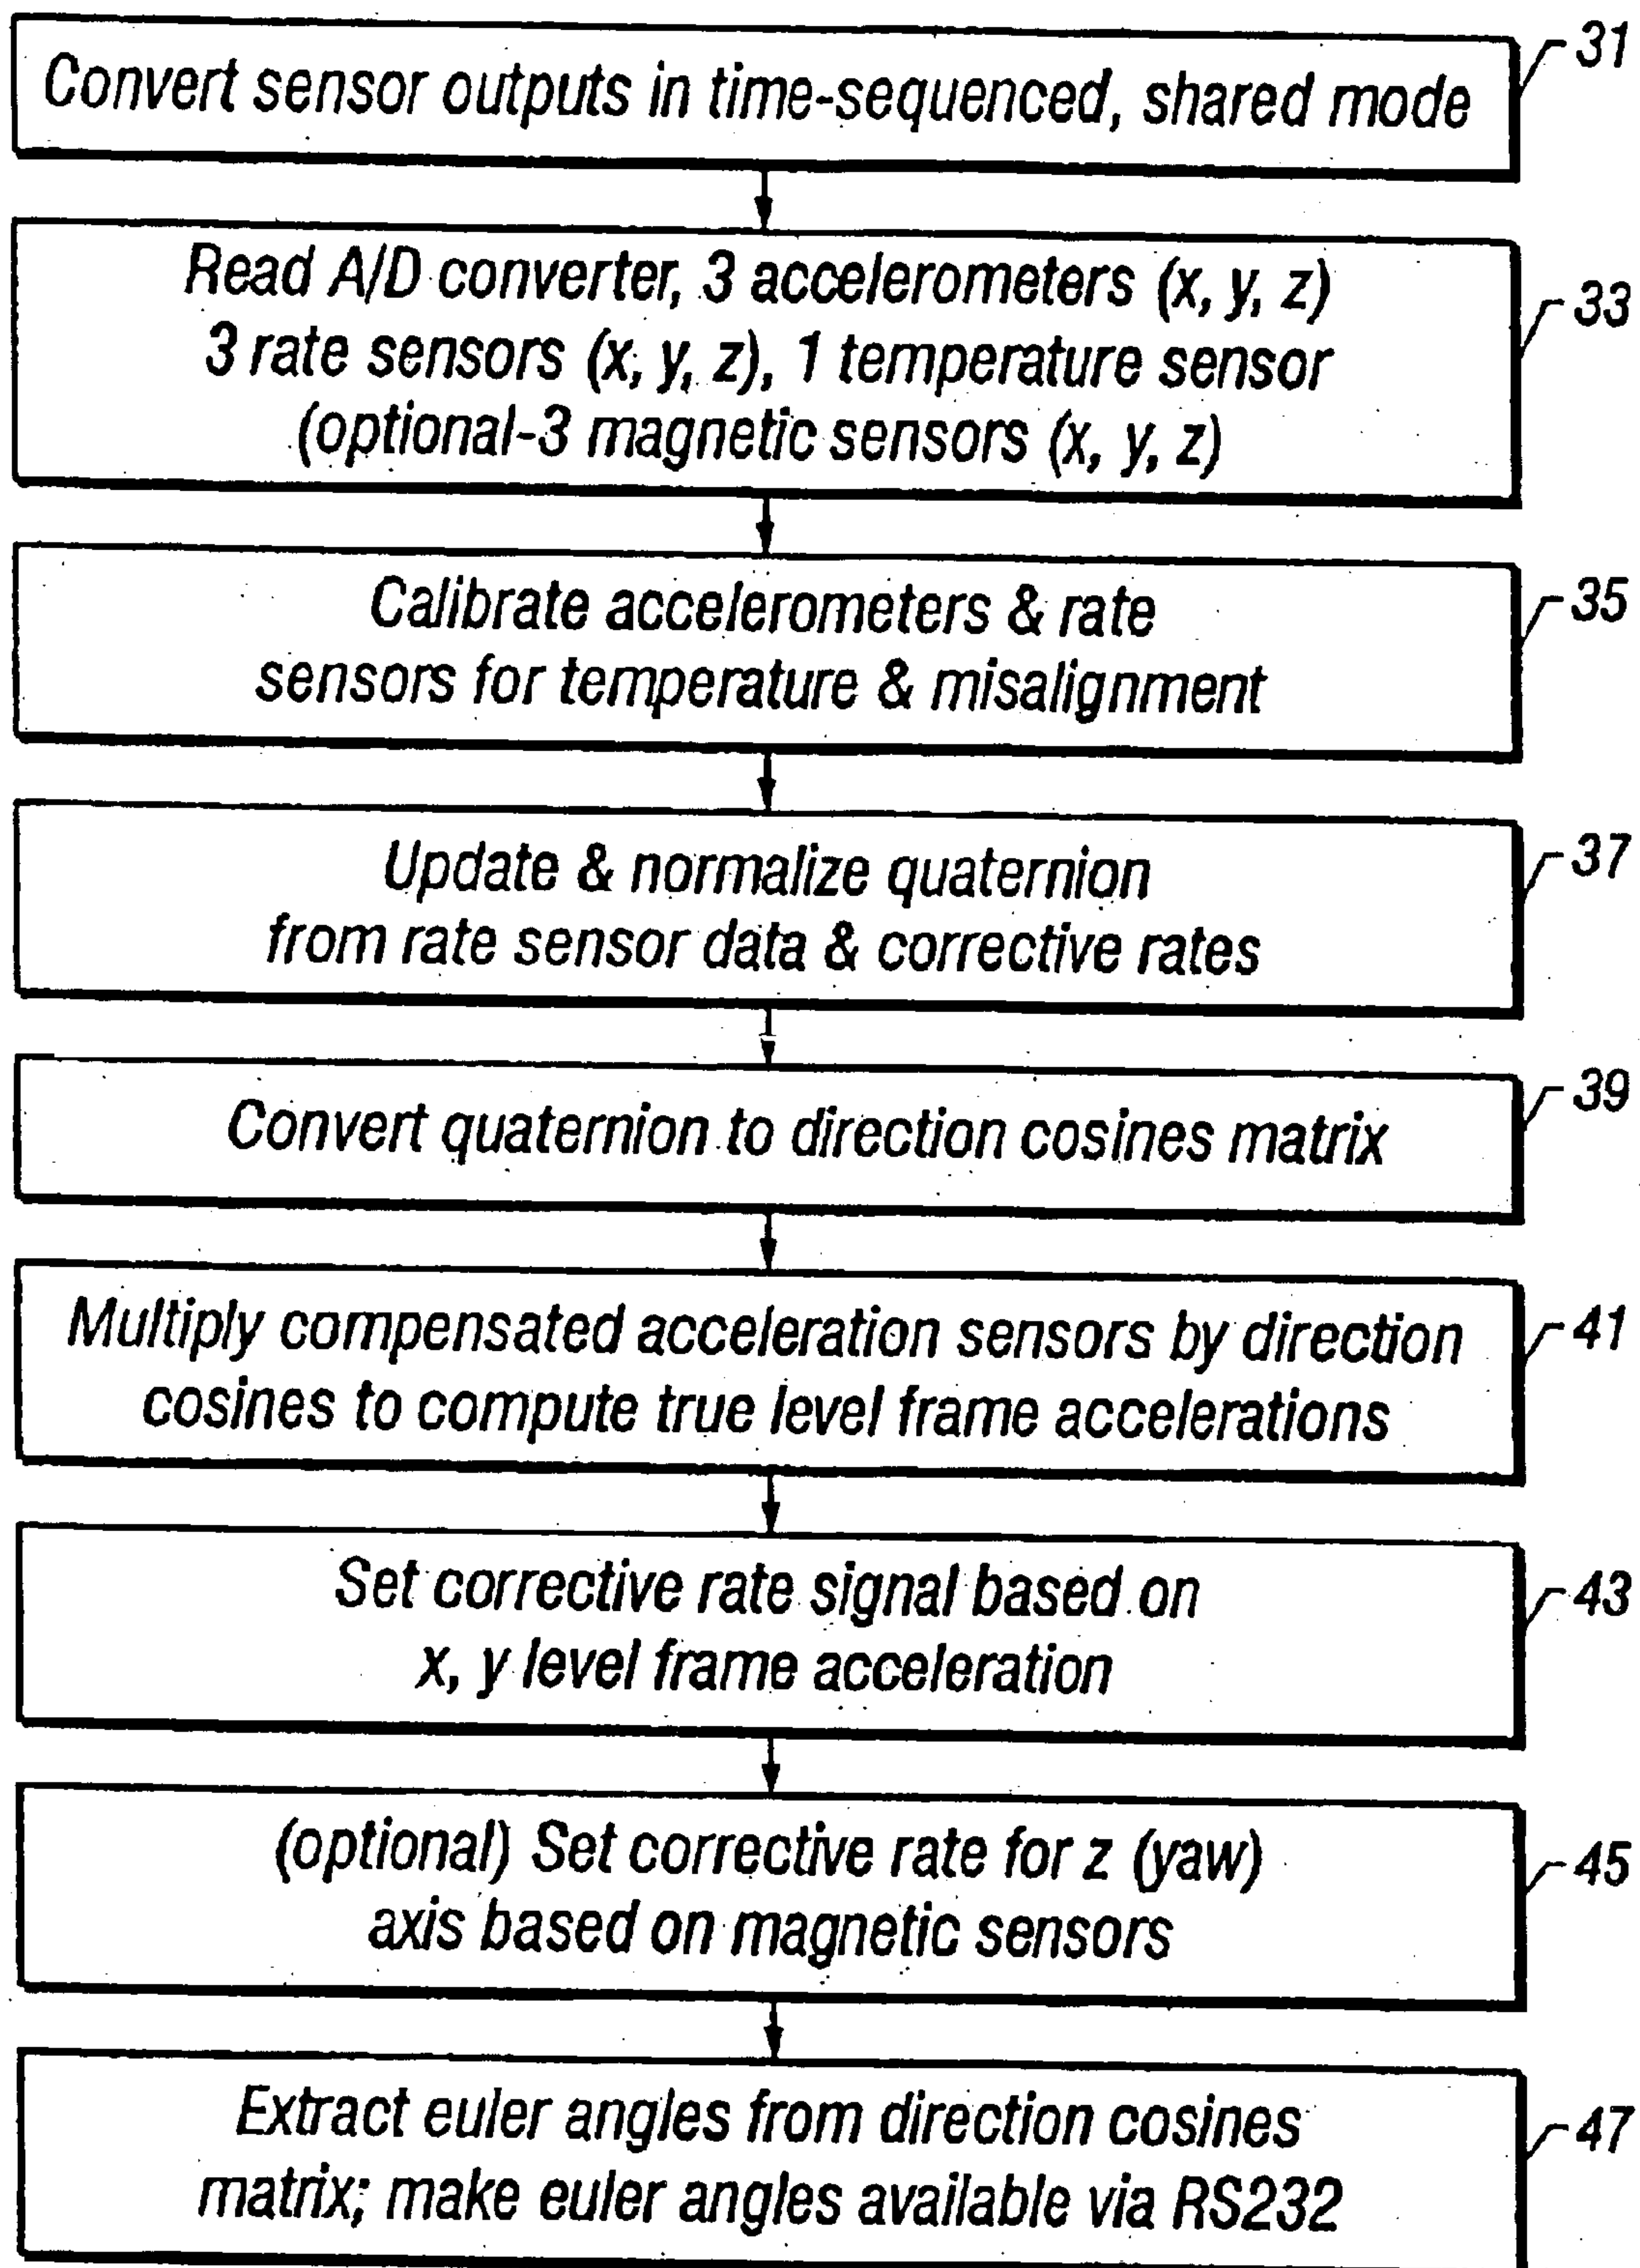 Convert sensor outputs in time-sequenced, shared mode
31
Read A/D converter, 3 accelerometers (x, y, z)
3 rate sensors (x, y, z), 1 temperature sensor
(optional-3 magnetic sensors (x, y, z)
33
Calibrate accelerometers & rate
sensors for temperature & misalignment
35
Update & normalize quaternion
from rate sensor data & corrective rates
37
Convert quaternion to direction cosines matrix
39
Multiply compensated acceleration sensors by direction
cosines to compute true level frame accelerations
41
Set corrective rate signal based on
x, y level frame acceleration
43
(optional) Set corrective rate for z (yaw)
axis based on magnetic sensors
45
Extract euler angles from direction cosines
matrix; make euler angles available via RS232
47